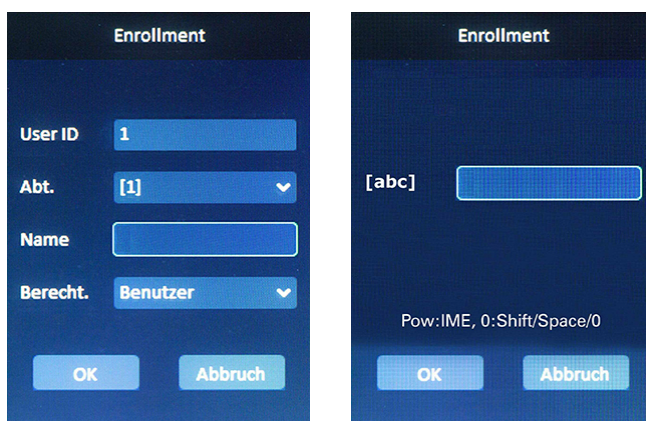 Enrollment
User ID 1
Abt. [1]
Name
Berecht. Benutzer
OK Abbruch
Enrollment
[abc]
Pow:IME, 0:Shift/Space/0
OK Abbruch